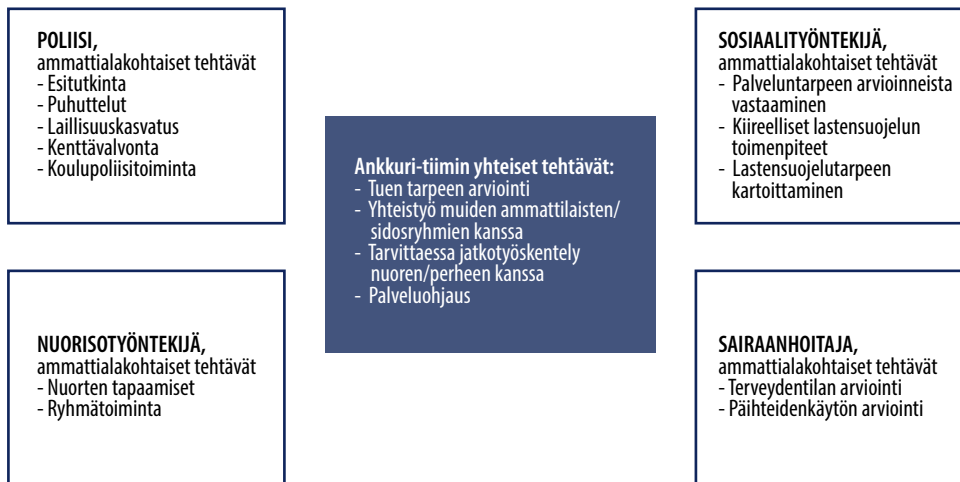 POLIISI,
ammattialakohtaiset tehtävät
- Esitutkinta
- Puhuttelut
- Laillisuuskasvatus
- Kenttävalvonta
- Koulupoliisitoiminta
SOSIAALITYÖNTEKIJÄ,
ammattialakohtaiset tehtävät
- Palveluntarpeen arvioinneista
vastaaminen
- Kiireelliset lastensuojelun
toimenpiteet
- Lastensuojelutarpeen
kartoittaminen
Ankkuri-tiimin yhteiset tehtävät:
- Tuen tarpeen arviointi
- Yhteistyö muiden ammattilaisten/
sidosryhmien kanssa
- Tarvittaessa jatkotyöskentely
nuoren/perheen kanssa
- Palveluohjaus
NUORISOTYÖNTEKIJÄ,
ammattialakohtaiset tehtävät
- Nuorten tapaamiset
- Ryhmätoiminta
SAIRAANHOITAJA,
ammattialakohtaiset tehtävät
- Terveydentilan arviointi
- Päihteidenkäytön arviointi